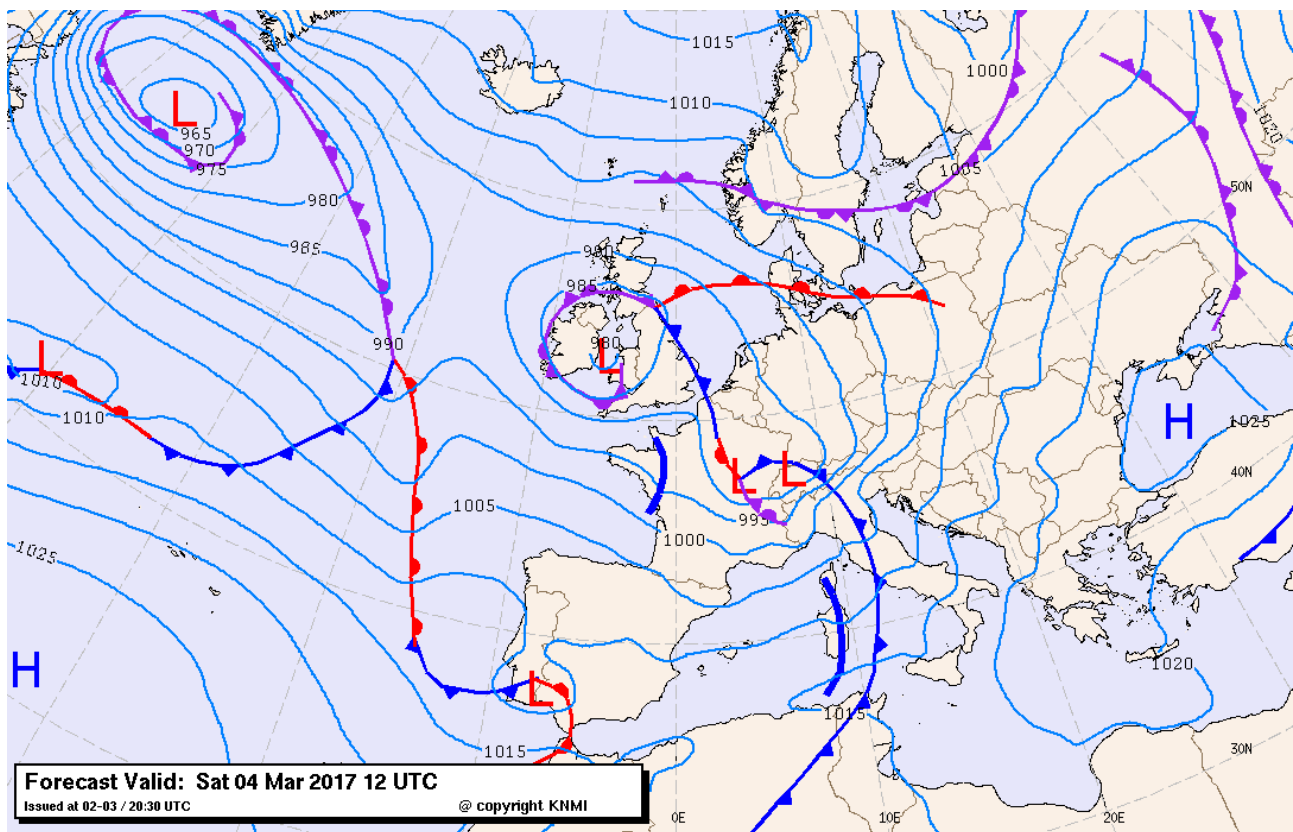 1015
1000
L
1010
1020
965
970
975
1005
50N
980
985
990
985
990
L
980
L
1010
1010
H
1025
L
L
40N
1005
995
1000
1025
H
L
1020
1015
1015
30N
Forecast Valid: Sat 04 Mar 2017 12 UTC
Issued at 02-03 / 20:30 UTC @ copyright KNMI
0E
10E
20E